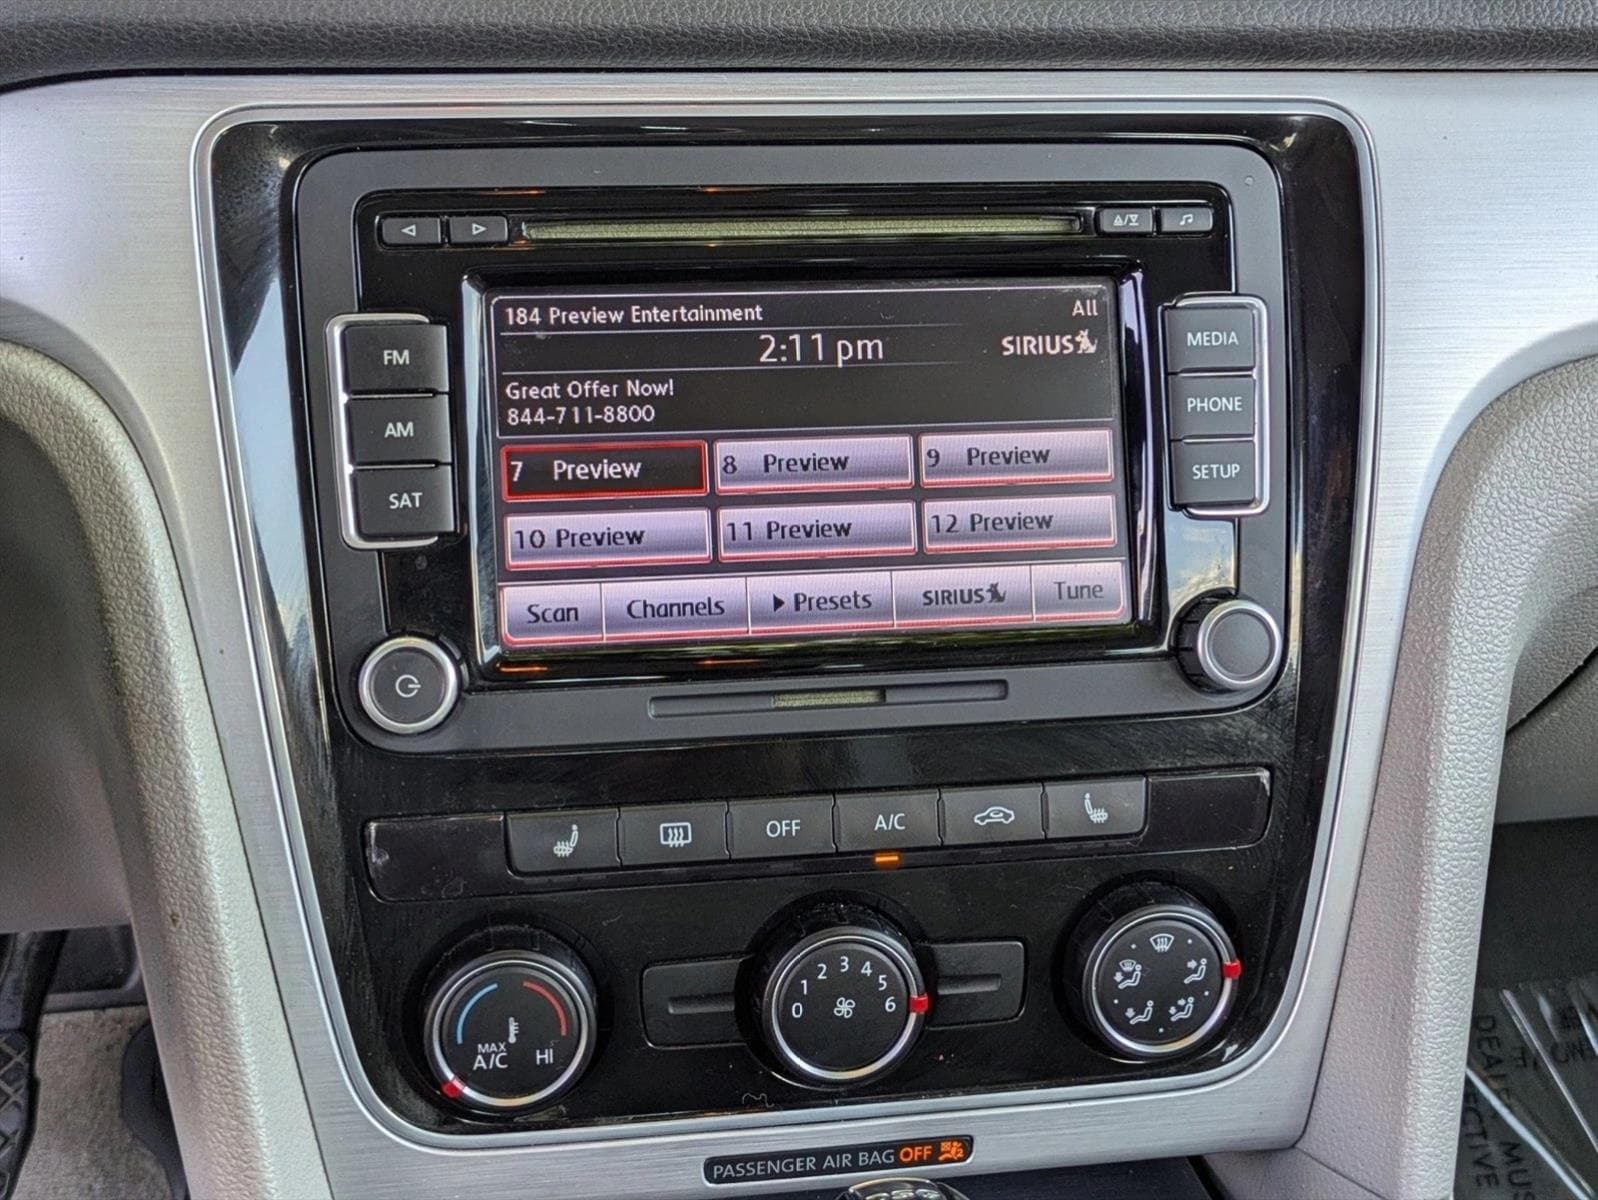 184 Preview Entertainment All
2:11 pm SIRIUS
Great Offer Now!
844-711-8800
7 Preview 8 Preview 9 Preview
10 Preview 11 Preview 12 Preview
Scan Channels Presets SIRIUS Tune
FM
AM
SAT
MEDIA
PHONE
SETUP
OFF A/C
MAX
A/C HI
0 1 2 3 4 5 6
PASSENGER AIR BAG OFF
DEALER
MU